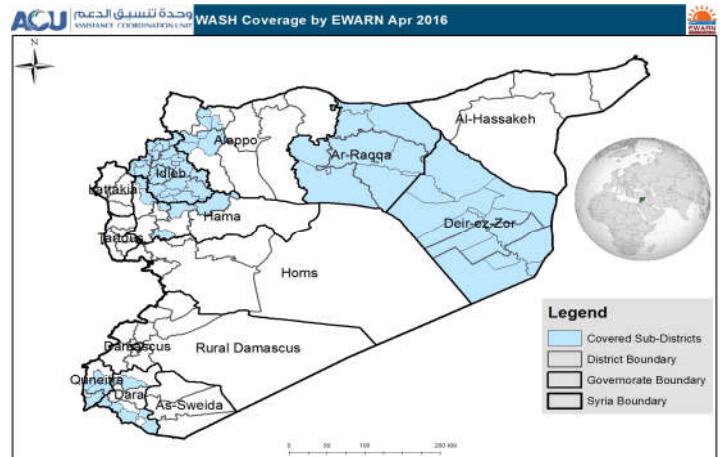 ACU وحدة تنسيق الدعم
ASSISTANCE COORDINATION UNIT
WASH Coverage by EWARN Apr 2016
EWARN
N
Al-Hassakeh
Aleppo
Ar-Raqqa
Idleb
Lattakia
Hama
Deir-ez-Zor
Tartous
Homs
Damascus
Rural Damascus
Quneitra
Dara
As-Sweida
Legend
Covered Sub-Districts
District Boundary
Governorate Boundary
Syria Boundary
0 50 100 200 KM